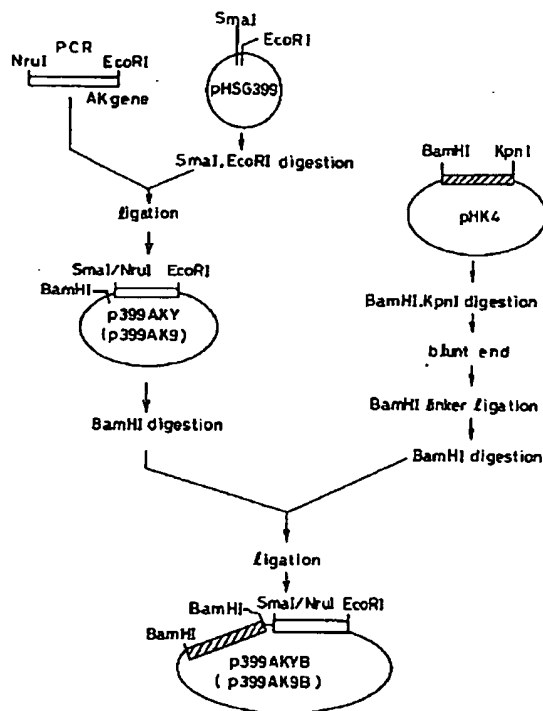 SmaI
EcoRI
PCR
NruI EcoRI
AKgene
pHSG399
SmaI,EcoRI digestion
ligation
SmaI/NruI EcoRI
BamHI
p399AKY
(p399AK9)
BamHI digestion
BamHI KpnI
pHK4
BamHI,KpnI digestion
blunt end
BamHI linker ligation
BamHI digestion
ligation
SmaI/NruI EcoRI
BamHI
BamHI
p399AKYB
(p399AK9B)